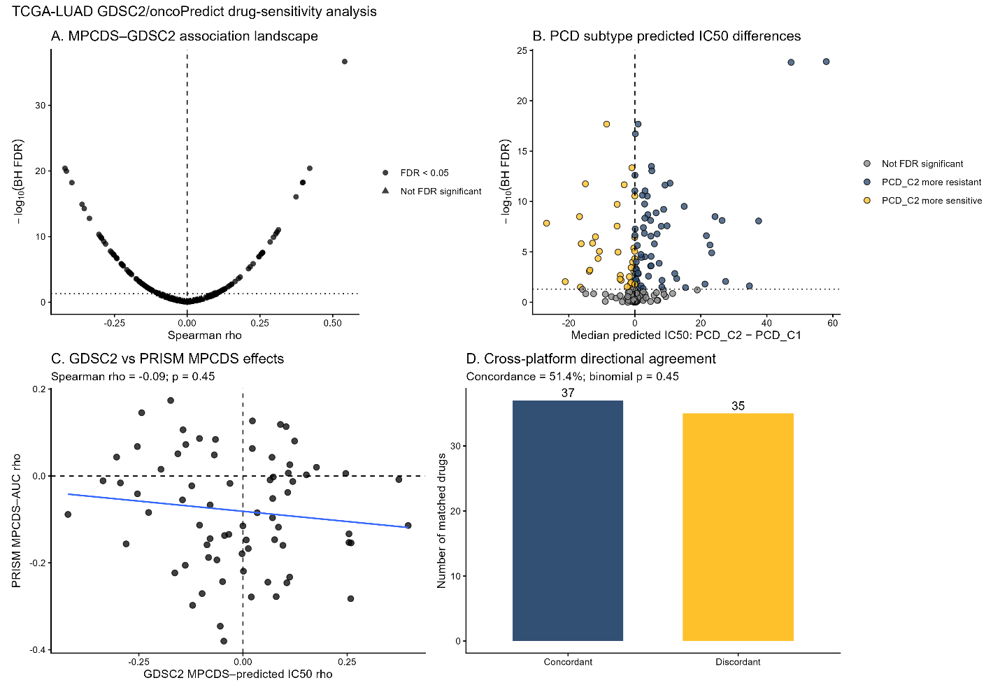 TCGA-LUAD GDSC2/oncoPredict drug-sensitivity analysis
A. MPCDS–GDSC2 association landscape
− log10(BH FDR)
30
20
10
0
-0.25
0.00
0.25
0.50
Spearman rho
FDR < 0.05
Not FDR significant
B. PCD subtype predicted IC50 differences
− log10(BH FDR)
25
20
15
10
5
0
-20
0
20
40
60
Median predicted IC50: PCD_C2 − PCD_C1
Not FDR significant
PCD_C2 more resistant
PCD_C2 more sensitive
C. GDSC2 vs PRISM MPCDS effects
Spearman rho = -0.09; p = 0.45
PRISM MPCDS–AUC rho
0.2
0.0
-0.2
-0.4
-0.25
0.00
0.25
GDSC2 MPCDS–predicted IC50 rho
D. Cross-platform directional agreement
Concordance = 51.4%; binomial p = 0.45
Number of matched drugs
37
35
30
20
10
0
Concordant
Discordant